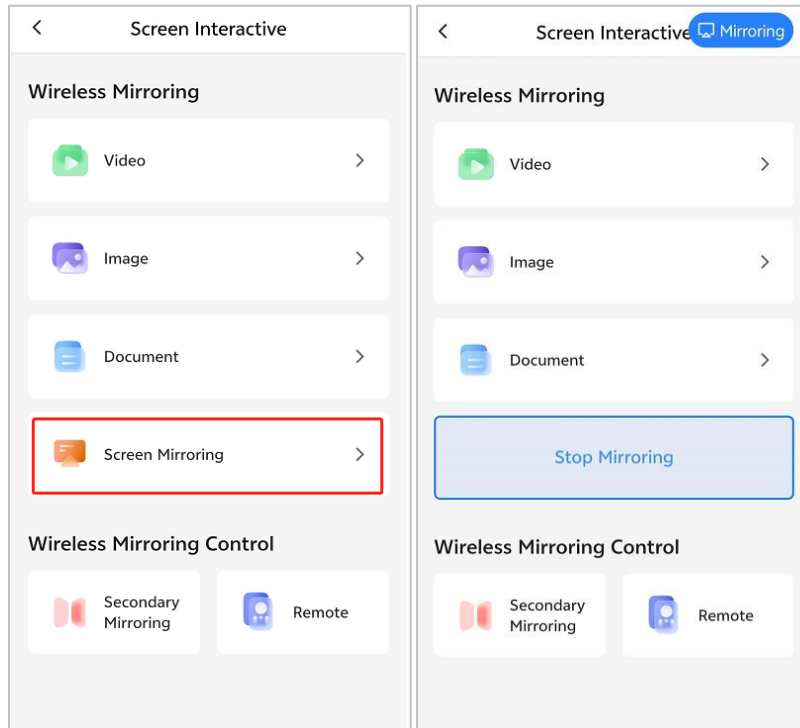 Screen Interactive
Wireless Mirroring
Video
Image
Document
Screen Mirroring
Wireless Mirroring Control
Secondary
Mirroring
Remote
Screen Interactive
Mirroring
Wireless Mirroring
Video
Image
Document
Stop Mirroring
Wireless Mirroring Control
Secondary
Mirroring
Remote